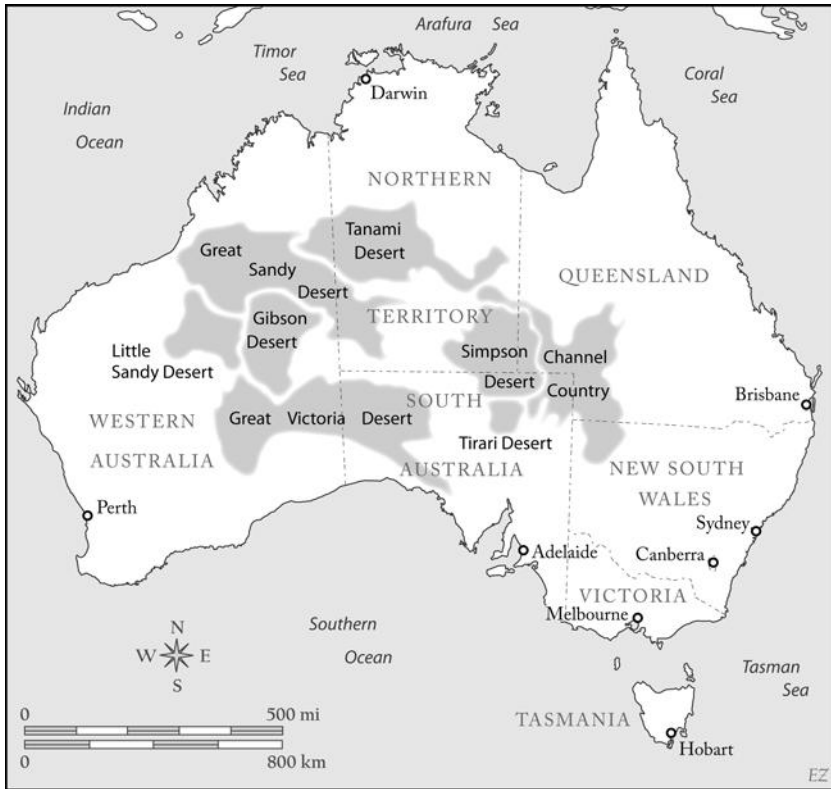 Arafura Sea
Timor
Sea
Coral
Sea
Indian
Ocean
Darwin
NORTHERN
Tanami
Desert
Great
Sandy
Desert
QUEENSLAND
Gibson
Desert
TERRITORY
Little
Sandy Desert
Simpson
Desert
Channel
Country
Brisbane
WESTERN
AUSTRALIA
Great Victoria Desert
SOUTH
AUSTRALIA
Tirari Desert
NEW SOUTH
WALES
Perth
Sydney
Adelaide
Canberra
VICTORIA
Melbourne
Southern
Ocean
N
W E
S
Tasman
Sea
0 500 mi
0 800 km
TASMANIA
Hobart
EZ